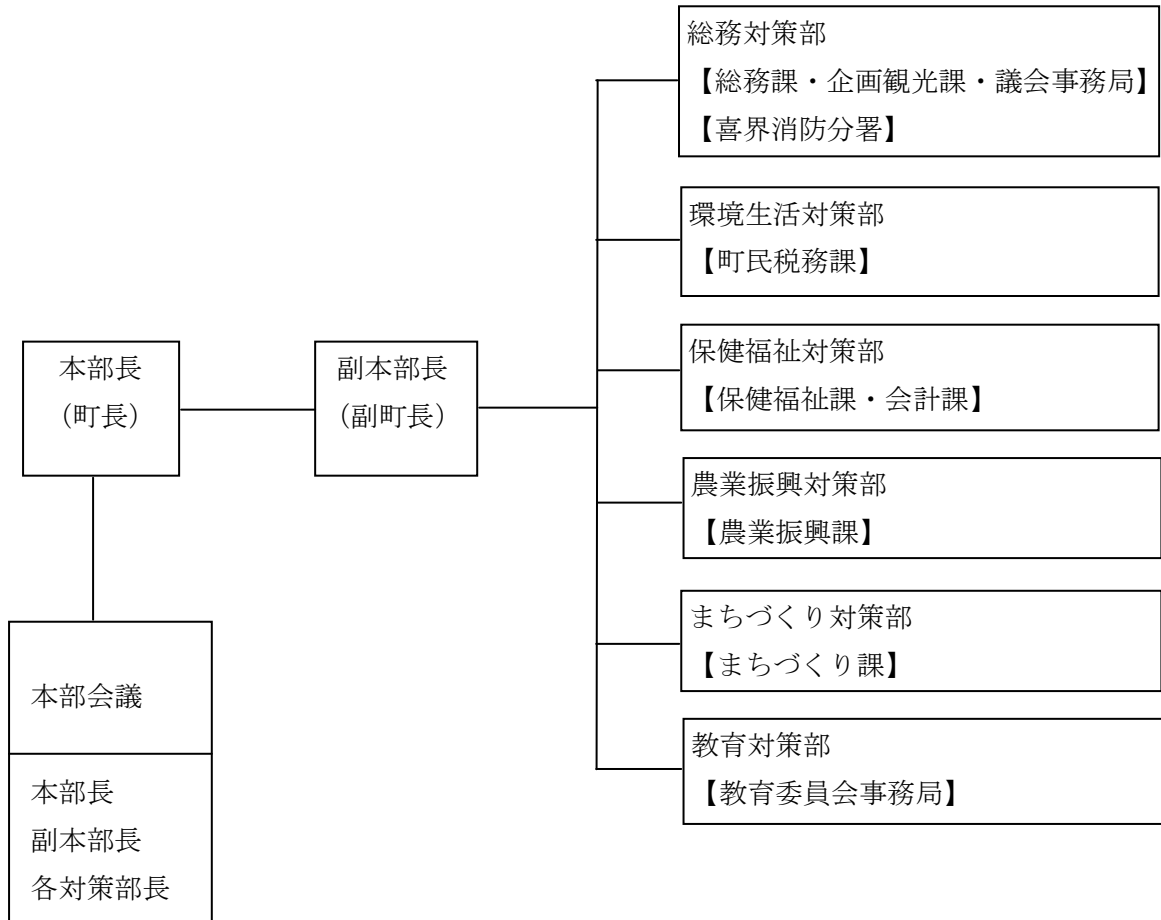 総務対策部
【総務課・企画観光課・議会事務局】
【喜界消防分署】
環境生活対策部
【町民税務課】
本部長
（町長）
副本部長
（副町長）
保健福祉対策部
【保健福祉課・会計課】
農業振興対策部
【農業振興課】
まちづくり対策部
【まちづくり課】
本部会議
本部長
副本部長
各対策部長
教育対策部
【教育委員会事務局】